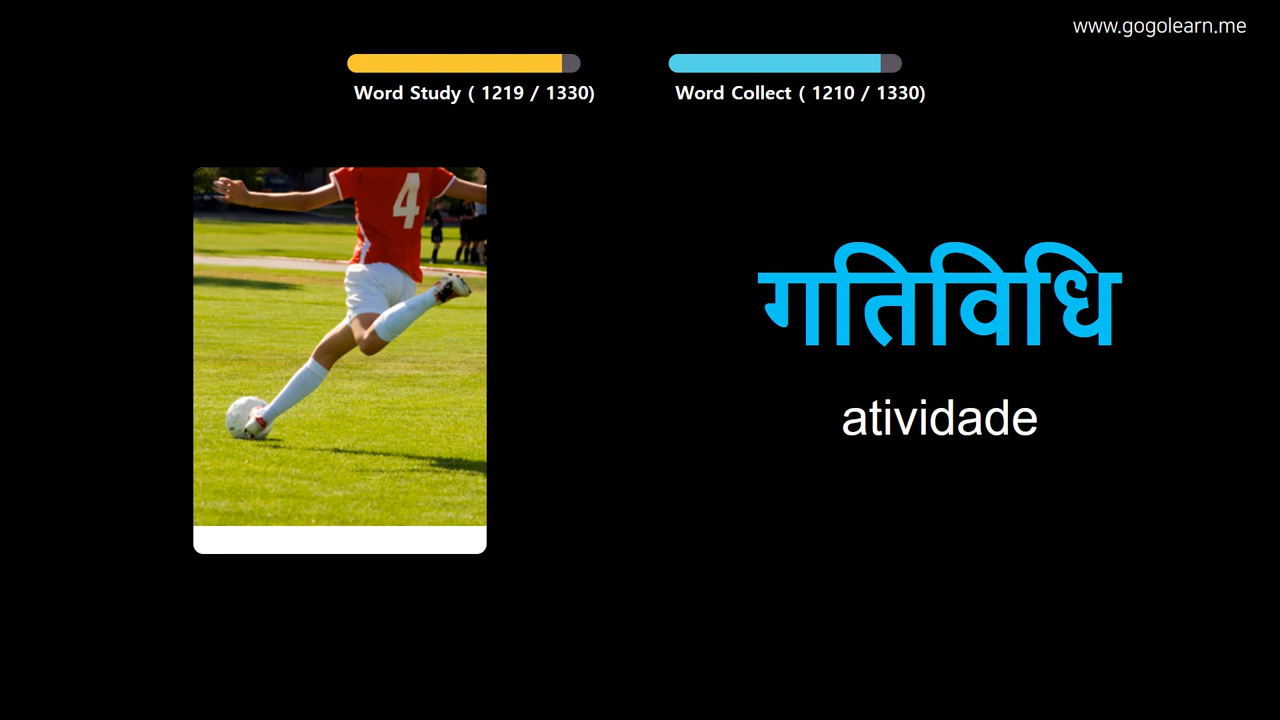 www.gogolearn.me
Word Study ( 1219 / 1330)
Word Collect ( 1210 / 1330)
4
गतिविधि
atividade